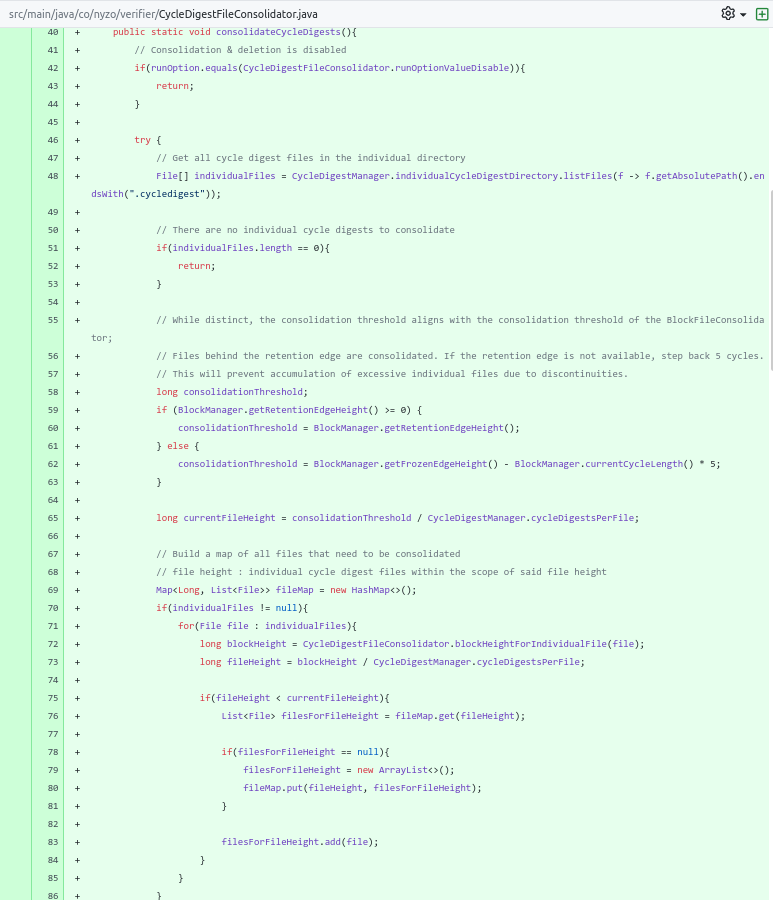 src/main/java/co/nyzo/verifier/CycleDigestFileConsolidator.java
40 + public static void consolidateCycleDigests(){
41 + // Consolidation & deletion is disabled
42 + if(runOption.equals(CycleDigestFileConsolidator.runOptionValueDisable)){
43 + return;
44 + }
45 +
46 + try {
47 + // Get all cycle digest files in the individual directory
48 + File[] individualFiles = CycleDigestManager.individualCycleDigestDirectory.listFiles(f -> f.getAbsolutePath().en
dsWith(".cycledigest"));
49 +
50 + // There are no individual cycle digests to consolidate
51 + if(individualFiles.length == 0){
52 + return;
53 + }
54 +
55 + // While distinct, the consolidation threshold aligns with the consolidation threshold of the BlockFileConsolida
tor;
56 + // Files behind the retention edge are consolidated. If the retention edge is not available, step back 5 cycles.
57 + // This will prevent accumulation of excessive individual files due to discontinuities.
58 + long consolidationThreshold;
59 + if (BlockManager.getRetentionEdgeHeight() >= 0) {
60 + consolidationThreshold = BlockManager.getRetentionEdgeHeight();
61 + } else {
62 + consolidationThreshold = BlockManager.getFrozenEdgeHeight() - BlockManager.currentCycleLength() * 5;
63 + }
64 +
65 + long currentFileHeight = consolidationThreshold / CycleDigestManager.cycleDigestsPerFile;
66 +
67 + // Build a map of all files that need to be consolidated
68 + // file height : individual cycle digest files within the scope of said file height
69 + Map<Long, List<File>> fileMap = new HashMap<>();
70 + if(individualFiles != null){
71 + for(File file : individualFiles){
72 + long blockHeight = CycleDigestFileConsolidator.blockHeightForIndividualFile(file);
73 + long fileHeight = blockHeight / CycleDigestManager.cycleDigestsPerFile;
74 +
75 + if(fileHeight < currentFileHeight){
76 + List<File> filesForFileHeight = fileMap.get(fileHeight);
77 +
78 + if(filesForFileHeight == null){
79 + filesForFileHeight = new ArrayList<>();
80 + fileMap.put(fileHeight, filesForFileHeight);
81 + }
82 +
83 + filesForFileHeight.add(file);
84 + }
85 + }
86 + }